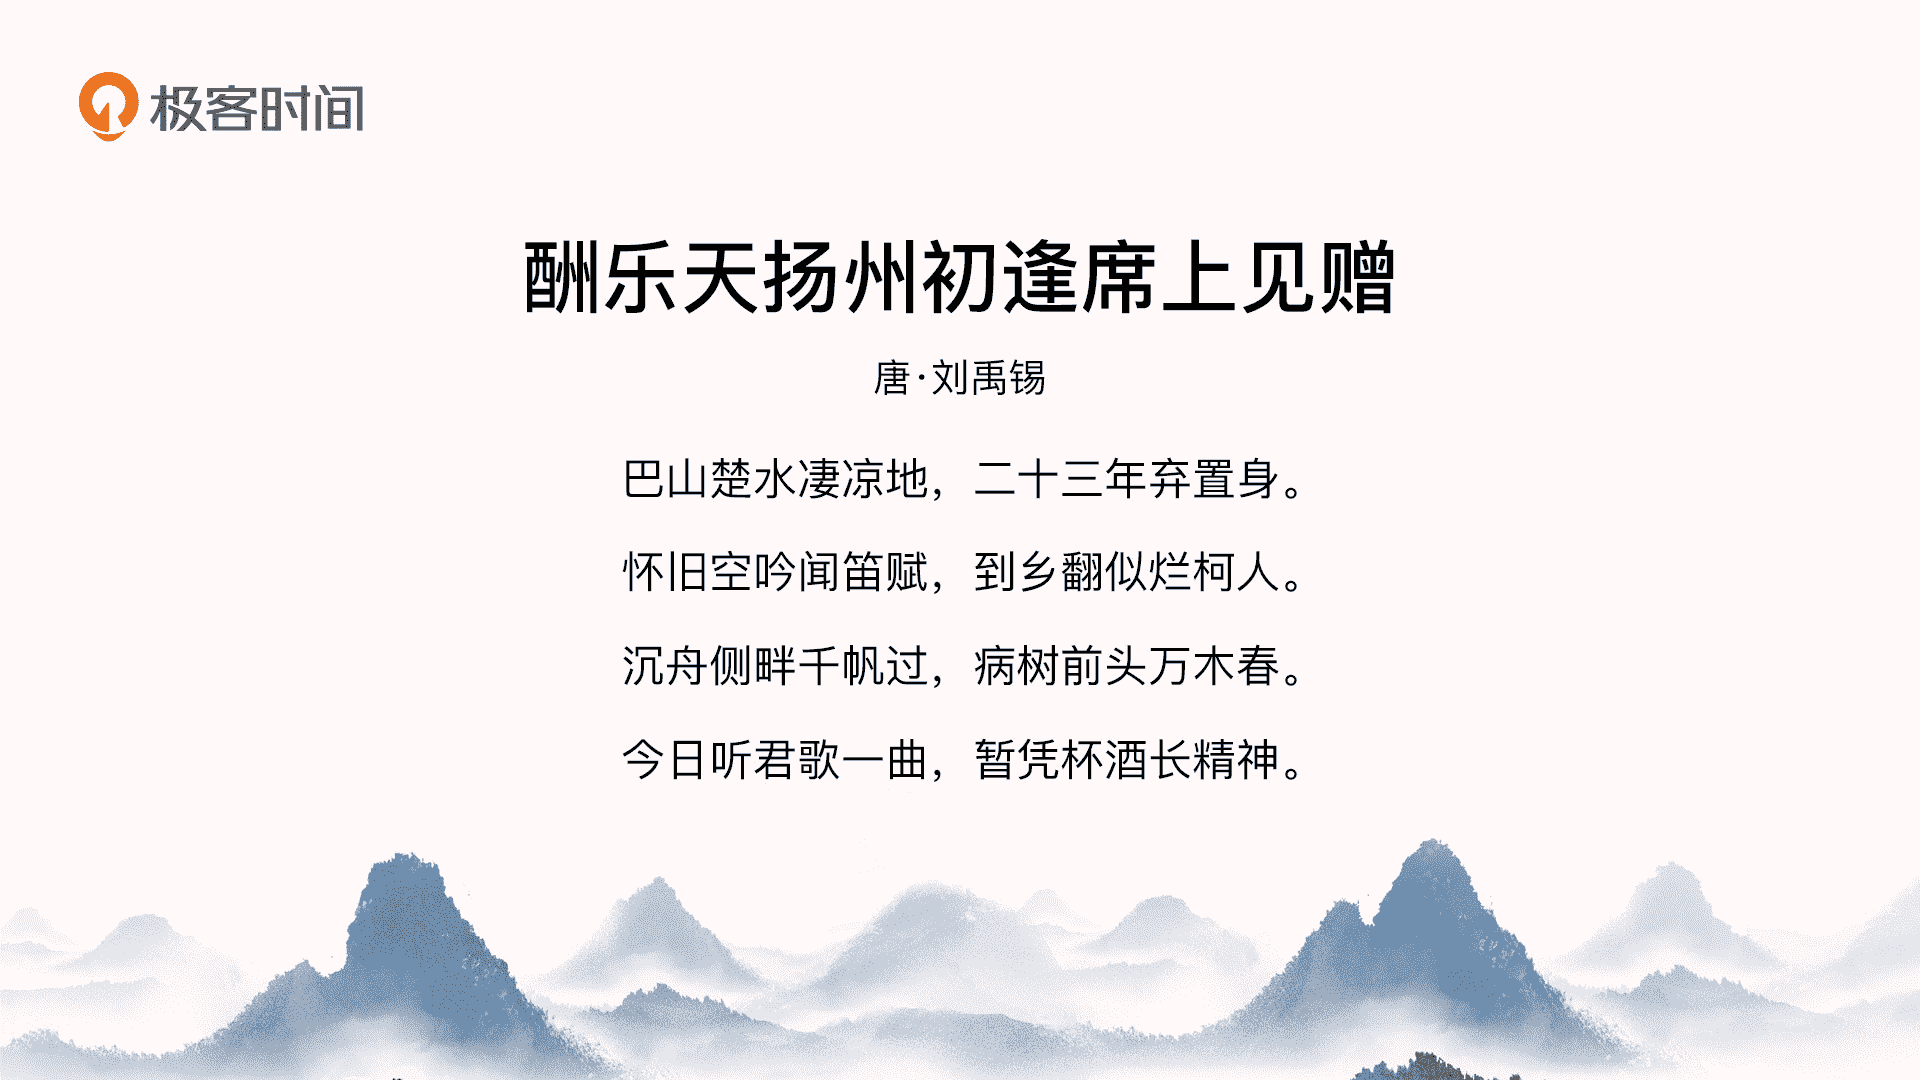 极客时间
酬乐天扬州初逢席上见赠
唐·刘禹锡
巴山楚水凄凉地，二十三年弃置身。
怀旧空吟闻笛赋，到乡翻似烂柯人。
沉舟侧畔千帆过，病树前头万木春。
今日听君歌一曲，暂凭杯酒长精神。